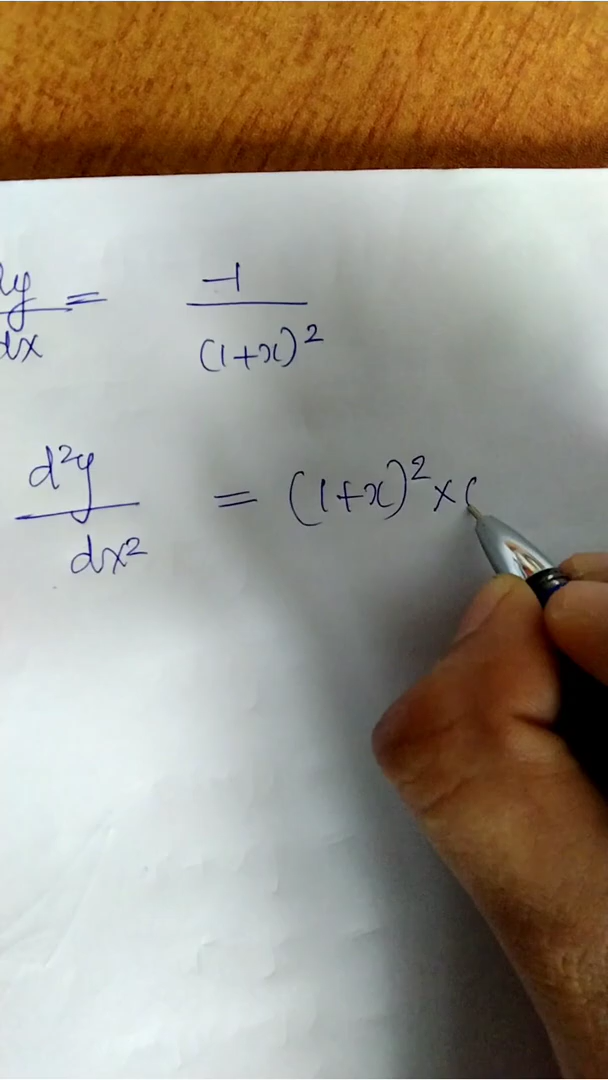 dy/dx = -1/(1+x)²
d²y/dx² = (1+x)² × (